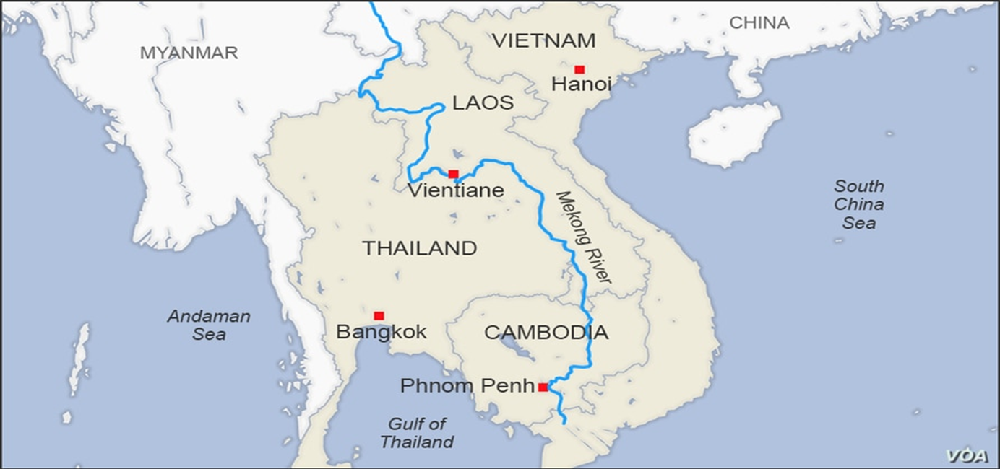 CHINA
VIETNAM
MYANMAR
Hanoi
LAOS
Vientiane
South
China
Sea
Mekong River
THAILAND
Andaman
Sea
Bangkok
CAMBODIA
Phnom Penh
Gulf of
Thailand
VOA